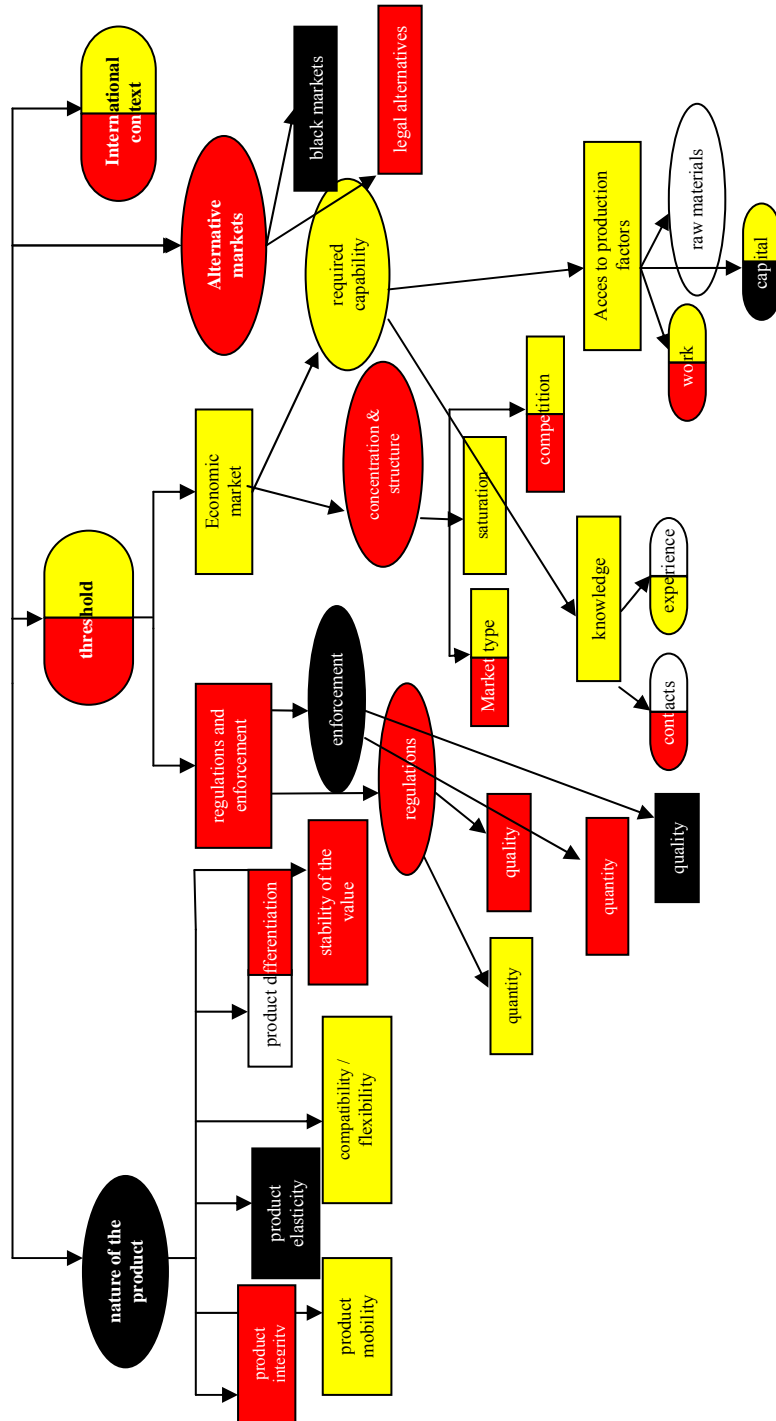 nature of the
product
threshold
Alternative
markets
International
context
product
integrity
product
mobility
product
elasticity
compatibility /
flexibility
product differentiation
stability of the
value
regulations and
enforcement
Economic
market
enforcement
regulations
quantity
quality
quantity
quality
concentration &
structure
required
capability
Market type
saturation
competition
knowledge
contacts
experience
Acces to production
factors
work
capital
raw materials
black markets
legal alternatives